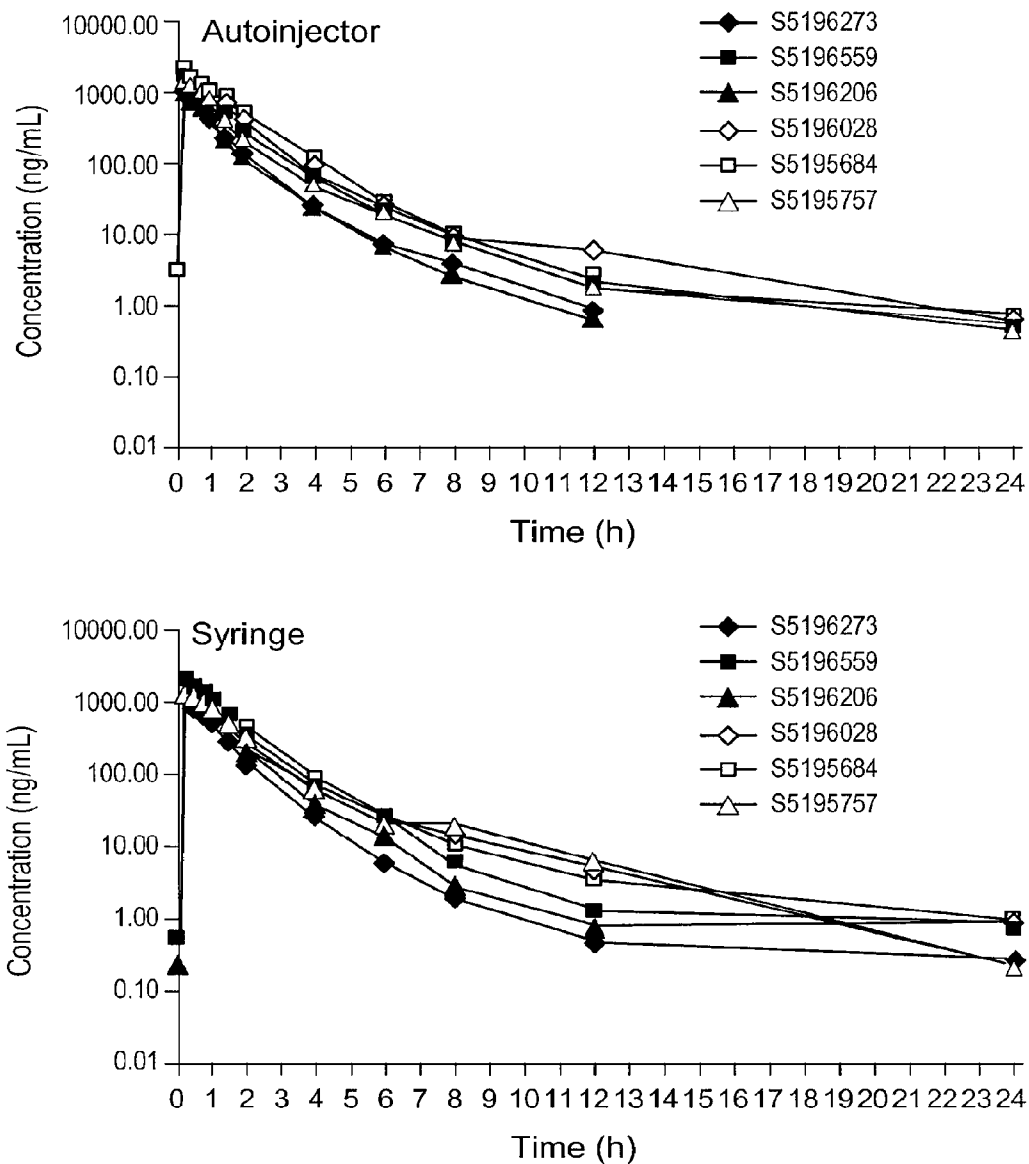 Autoinjector
S5196273
S5196559
S5196206
S5196028
S5195684
S5195757
10000.00
1000.00
100.00
10.00
1.00
0.10
0.01
Concentration (ng/mL)
0 1 2 3 4 5 6 7 8 9 10 11 12 13 14 15 16 17 18 19 20 21 22 23 24
Time (h)
Syringe
S5196273
S5196559
S5196206
S5196028
S5195684
S5195757
10000.00
1000.00
100.00
10.00
1.00
0.10
0.01
Concentration (ng/mL)
0 1 2 3 4 5 6 7 8 9 10 11 12 13 14 15 16 17 18 19 20 21 22 23 24
Time (h)